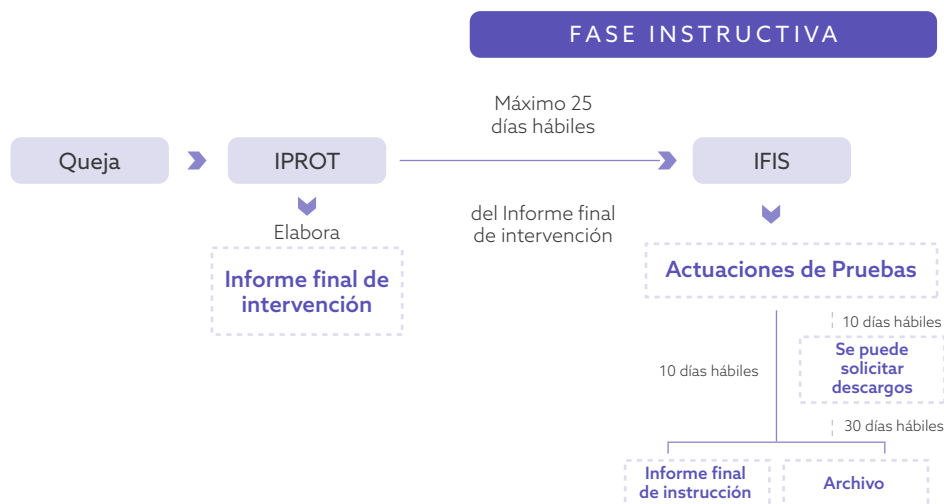 FASE INSTRUCTIVA
Máximo 25
días hábiles
Queja
IPROT
IFIS
Elabora
Informe final de
intervención
del Informe final
de intervención
Actuaciones de Pruebas
10 días hábiles
Se puede
solicitar
descargos
10 días hábiles
30 días hábiles
Informe final
de instrucción
Archivo